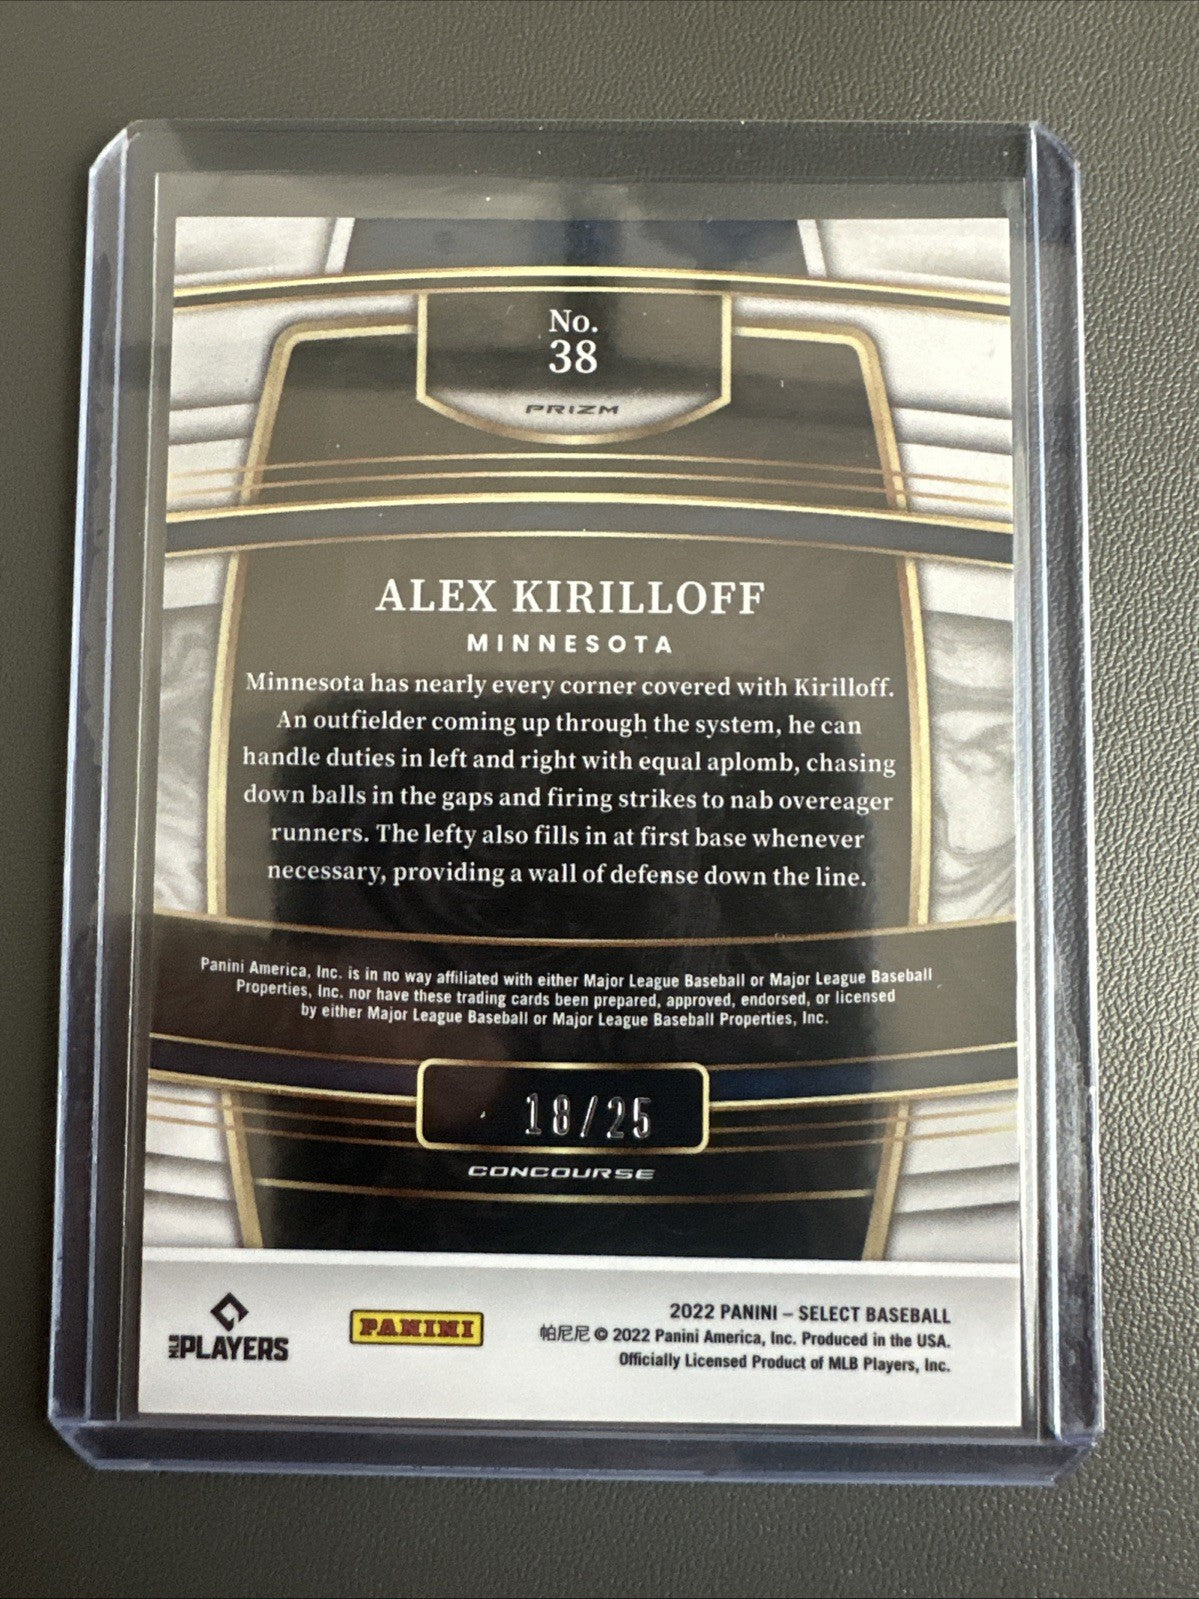 No.
38
PRIZM
ALEX KIRILLOFF
MINNESOTA
Minnesota has nearly every corner covered with Kirilloff.
An outfielder coming up through the system, he can
handle duties in left and right with equal aplomb, chasing
down balls in the gaps and firing strikes to nab overeager
runners. The lefty also fills in at first base whenever
necessary, providing a wall of defense down the line.
Panini America, Inc. is in no way affiliated with either Major League Baseball or Major League Baseball
Properties, Inc. nor have these trading cards been prepared, approved, endorsed, or licensed
by either Major League Baseball or Major League Baseball Properties, Inc.
18/25
CONCOURSE
MLB PLAYERS
PANINI
2022 PANINI – SELECT BASEBALL
帕尼尼 © 2022 Panini America, Inc. Produced in the USA.
Officially Licensed Product of MLB Players, Inc.